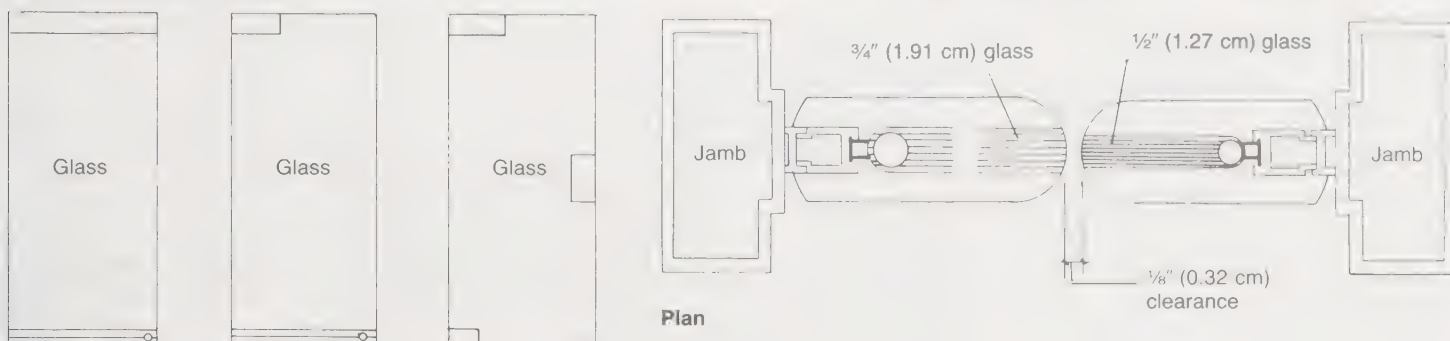 Glass
Glass
Glass
Jamb
¾" (1.91 cm) glass
½" (1.27 cm) glass
Jamb
⅛" (0.32 cm)
clearance
Plan